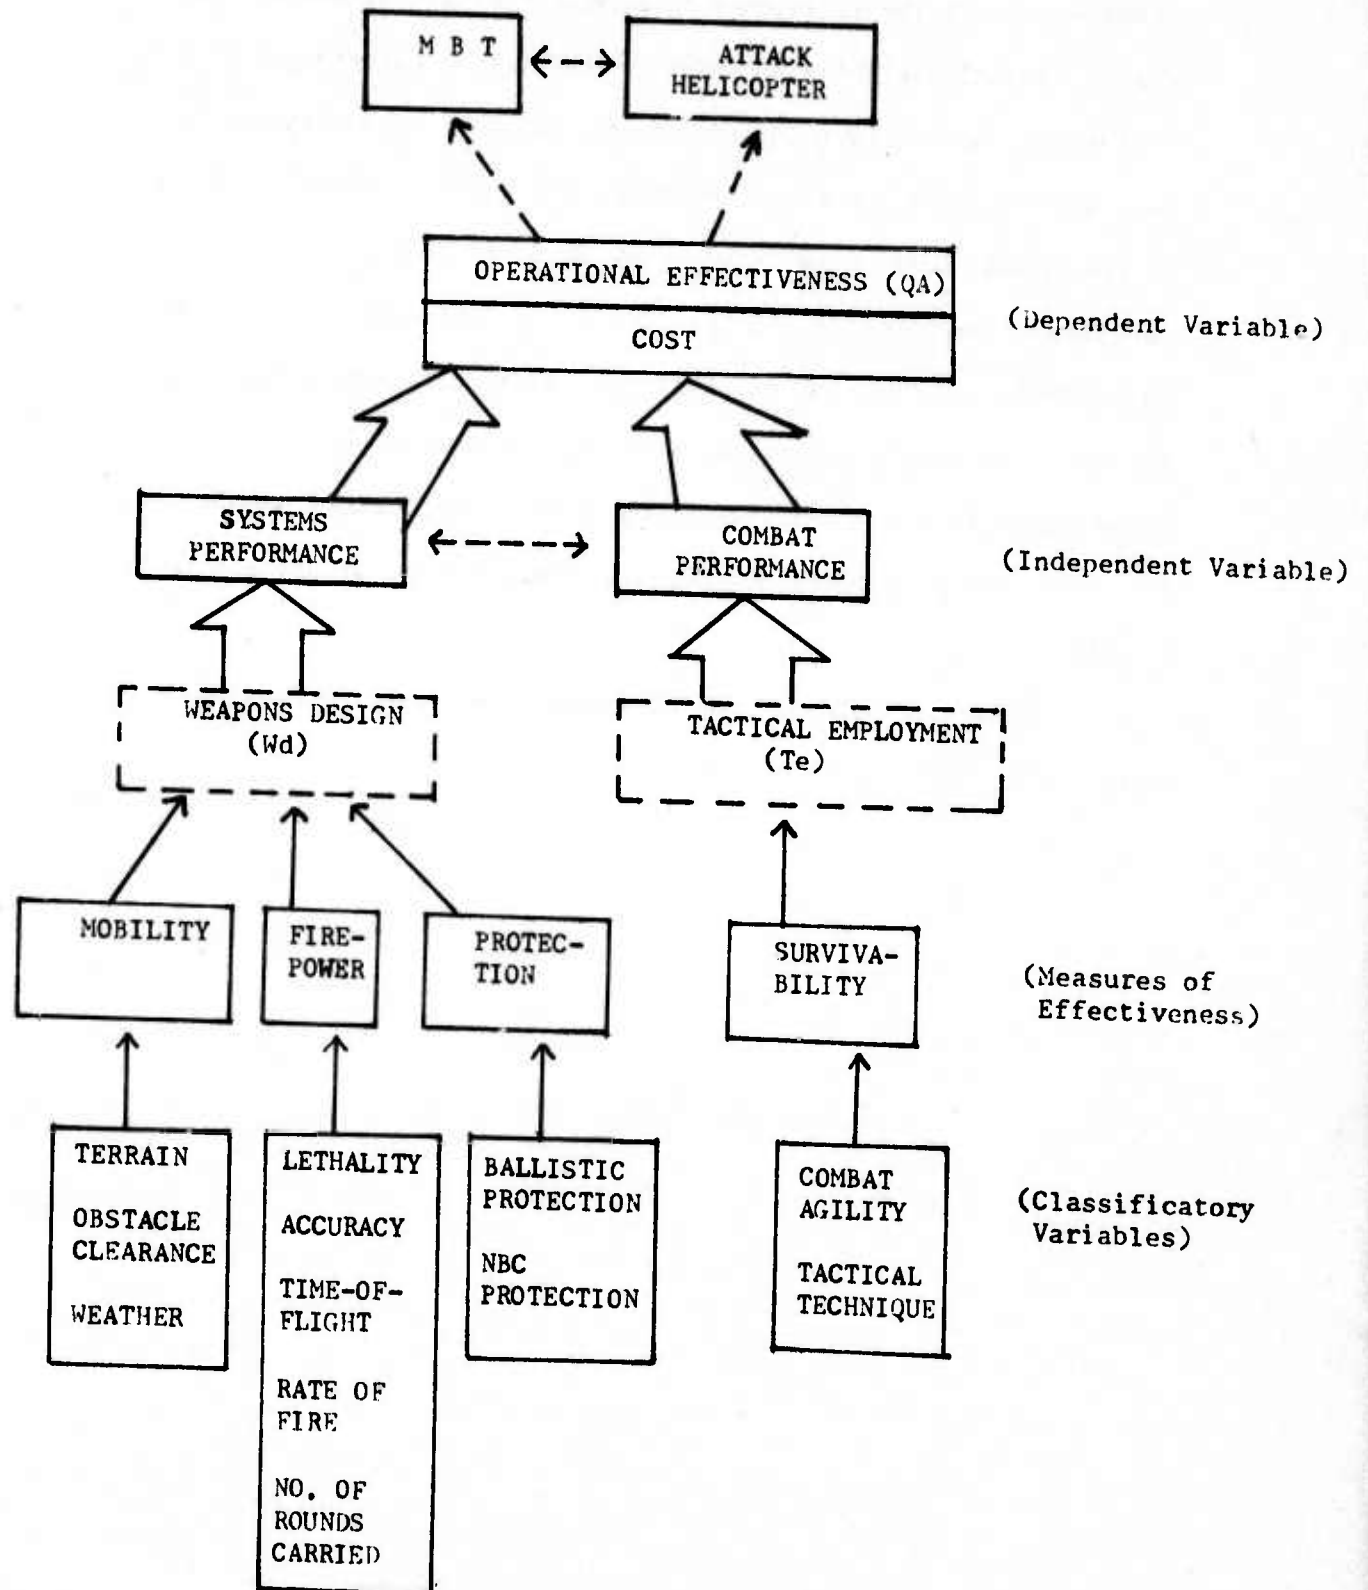 M B T
ATTACK
HELICOPTER
OPERATIONAL EFFECTIVENESS (QA)
COST
(Dependent Variable)
SYSTEMS
PERFORMANCE
COMBAT
PERFORMANCE
(Independent Variable)
WEAPONS DESIGN
(Wd)
TACTICAL EMPLOYMENT
(Te)
MOBILITY
FIRE-
POWER
PROTEC-
TION
SURVIVA-
BILITY
(Measures of
Effectiveness)
TERRAIN
OBSTACLE
CLEARANCE
WEATHER
LETHALITY
ACCURACY
TIME-OF-
FLIGHT
RATE OF
FIRE
NO. OF
ROUNDS
CARRIED
BALLISTIC
PROTECTION
NBC
PROTECTION
COMBAT
AGILITY
TACTICAL
TECHNIQUE
(Classificatory
Variables)